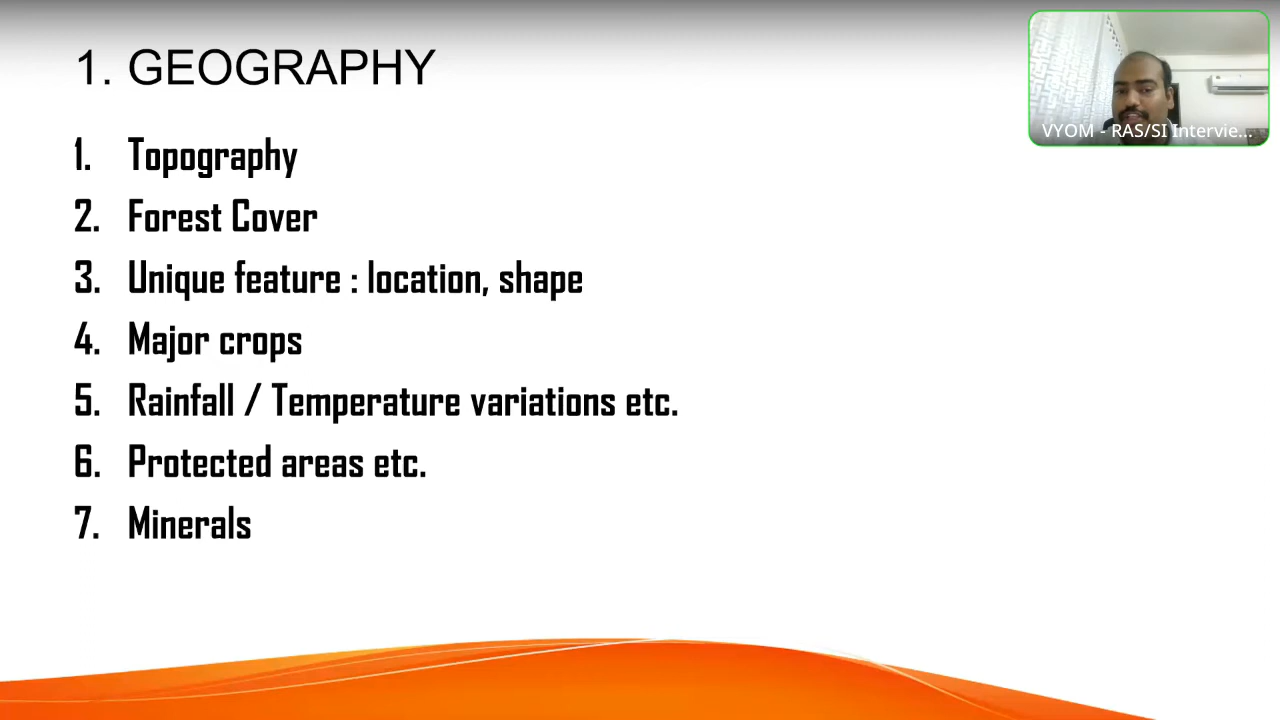 1. GEOGRAPHY
VYOM - RAS/SI Intervie...
1. Topography
2. Forest Cover
3. Unique feature : location, shape
4. Major crops
5. Rainfall / Temperature variations etc.
6. Protected areas etc.
7. Minerals